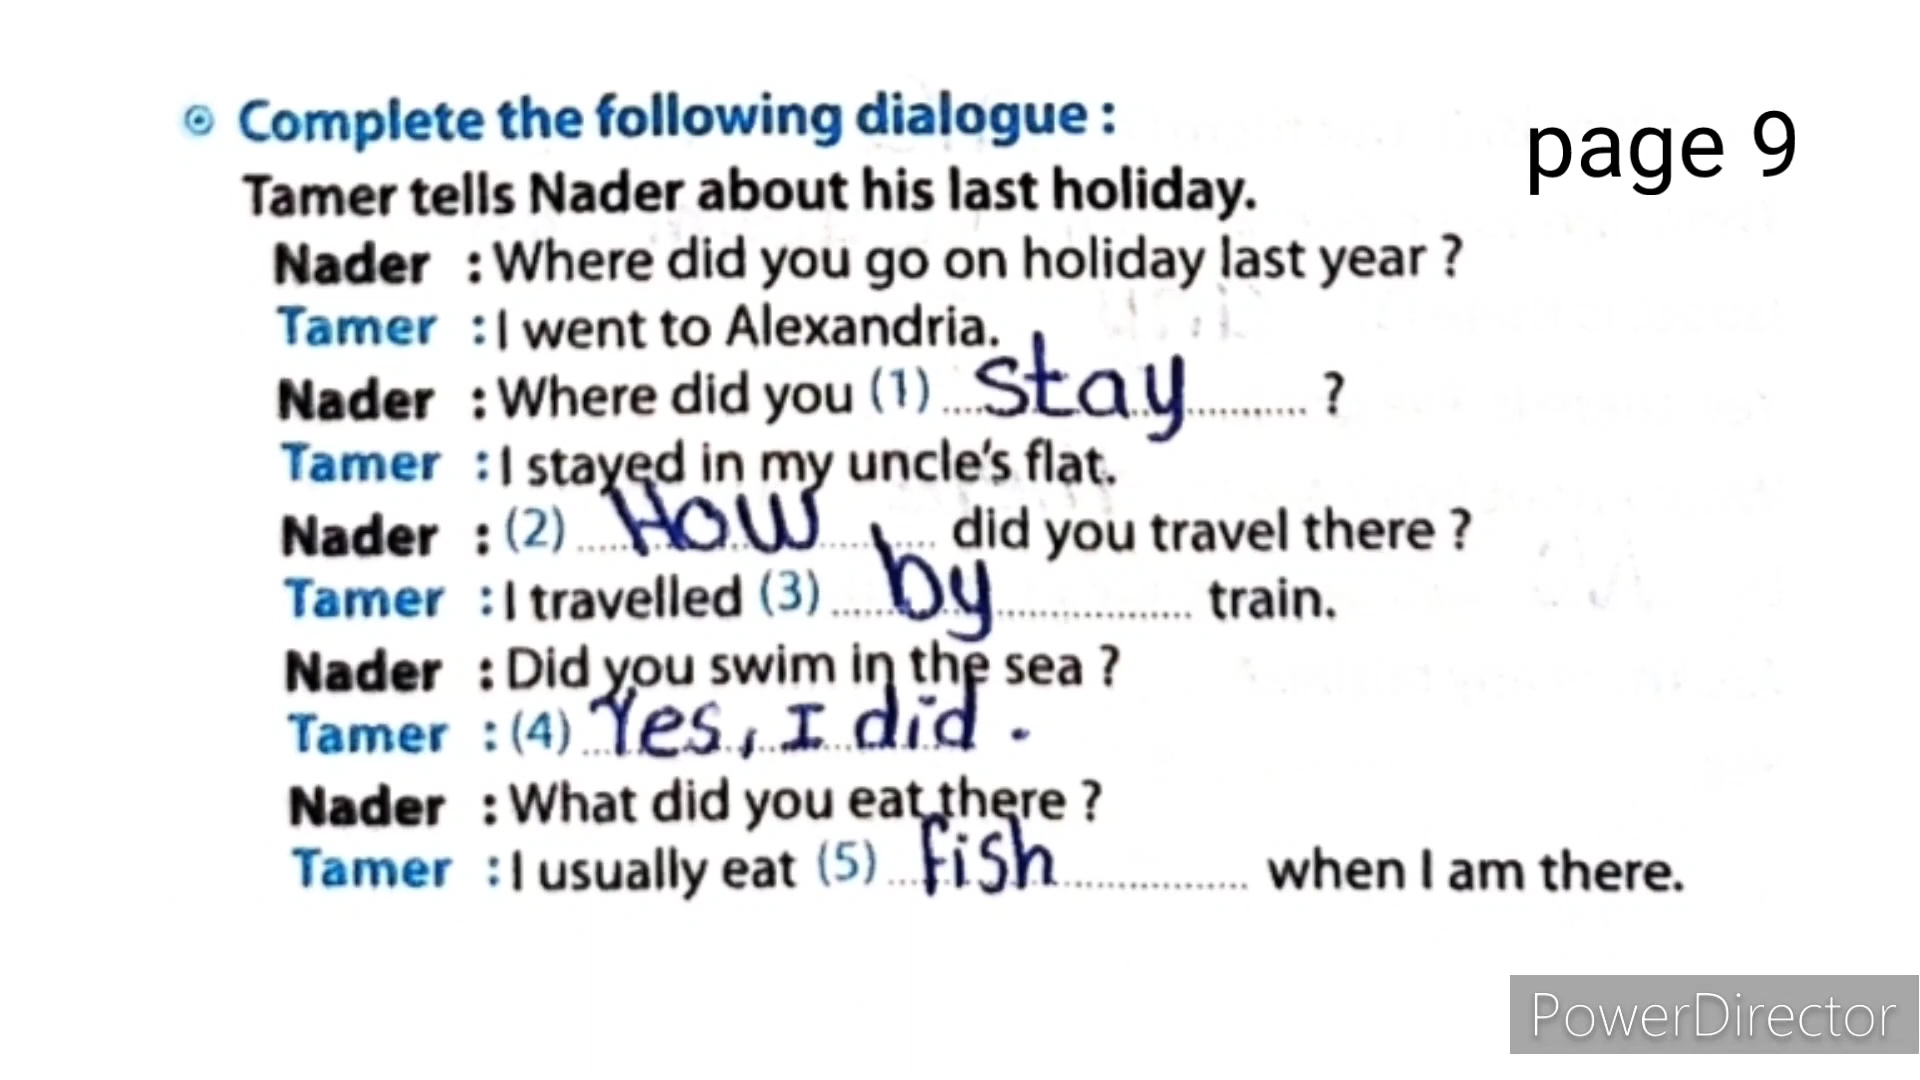 Complete the following dialogue :
page 9
Tamer tells Nader about his last holiday.
Nader : Where did you go on holiday last year ?
Tamer : I went to Alexandria.
Nader : Where did you (1) stay ?
Tamer : I stayed in my uncle's flat.
Nader : (2) How did you travel there ?
Tamer : I travelled (3) by train.
Nader : Did you swim in the sea ?
Tamer : (4) Yes, I did .
Nader : What did you eat there ?
Tamer : I usually eat (5) fish when I am there.
PowerDirector